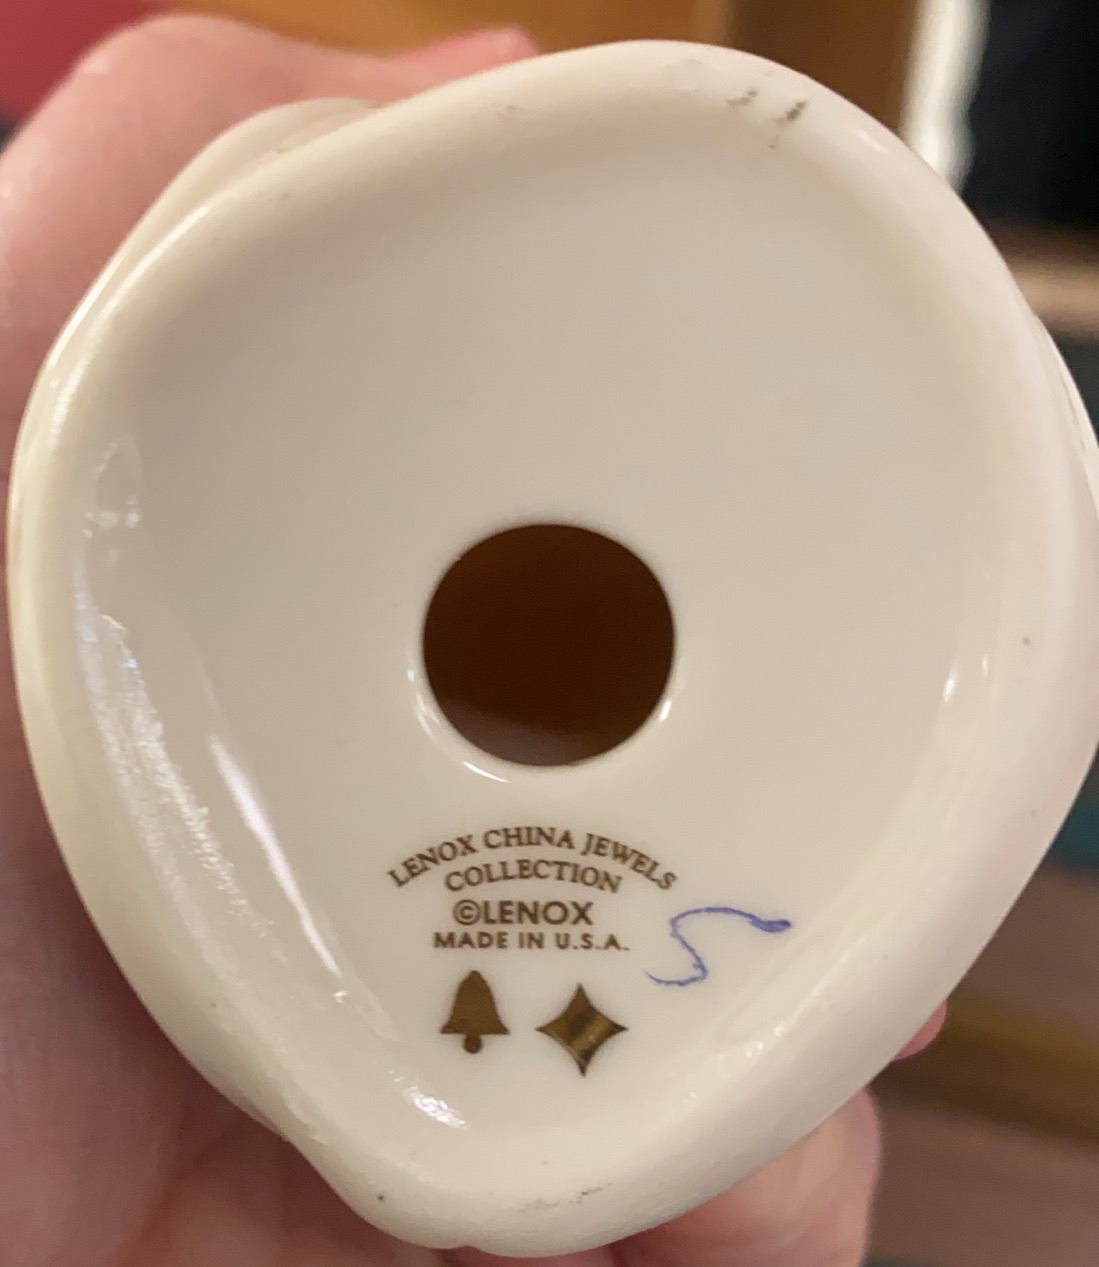 LENOX CHINA JEWELS
COLLECTION
©LENOX
MADE IN U.S.A.
S